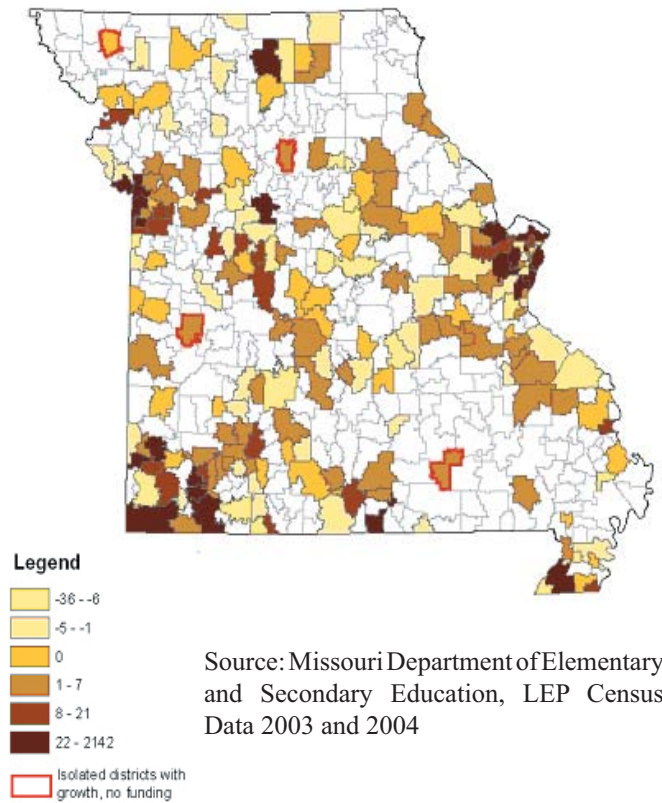 Legend
-36 - -6
-5 - -1
0
1 - 7
8 - 21
22 - 2142
Isolated districts with
growth, no funding
Source: Missouri Department of Elementary
and Secondary Education, LEP Census
Data 2003 and 2004